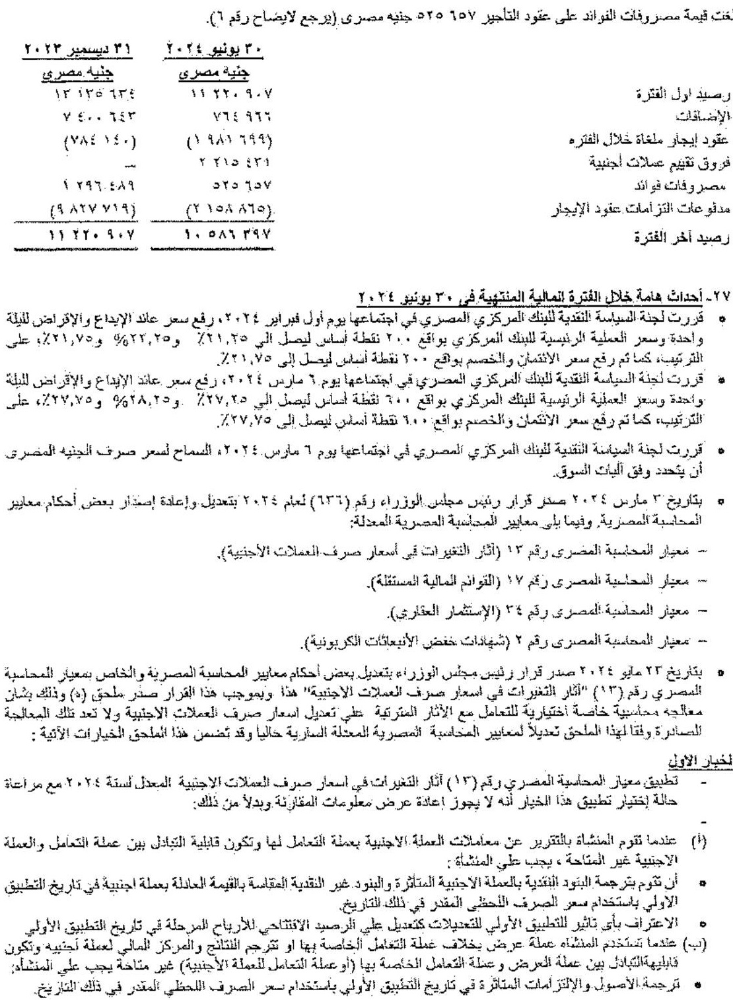 لغت قيمة مصروفات الفوائد على عقود التأجير ٦٥٧ ٥٢٥ جنيه مصرى (يرجع لايضاح رقم ٦).
٣٠ يونيو ٢٠٢٤ ٣١ ديسمبر ٢٠٢٣
جنيه مصرى جنيه مصرى
رصيد اول الفترة ٩٠٧ ٢٢٠ ١١ ٦٣٤ ١٣٥ ١٣
الإضافات ٩٦٦ ٧٦٤ ٦٤٣ ٤٠٠ ٧
عقود إيجار ملغاة خلال الفتره (٦٩٩ ٩٨١ ١) (١٤٠ ٧٨٤)
فروق تقييم عملات أجنبية ٤٣١ ٢١٥ ٢ –
مصروفات فوائد ٦٥٧ ٥٢٥ ٤٨٩ ٢٩٦ ١
مدفوعات التزامات عقود الإيجار (٨٦٥ ١٥٨ ٢) (٧١٩ ٨٢٧ ٩)
رصيد آخر الفترة ٣٩٧ ٥٨٦ ١٠ ٩٠٧ ٢٢٠ ١١
٢٧- أحداث هامة خلال الفترة المالية المنتهية في ٣٠ يونيو ٢٠٢٤
• قررت لجنة السياسة النقدية للبنك المركزي المصري في اجتماعها يوم أول فبراير ٢٠٢٤، رفع سعر عائد الإيداع والإقراض لليلة
واحدة وسعر العملية الرئيسية للبنك المركزي بواقع ٢٠٠ نقطة أساس ليصل الي ٢١,٢٥٪ و٢٢,٢٥% و٢١,٧٥٪، على
الترتيب، كما تم رفع سعر الائتمان والخصم بواقع ٢٠٠ نقطة أساس ليصل إلى ٢١,٧٥٪.
• قررت لجنة السياسة النقدية للبنك المركزي المصري في اجتماعها يوم ٦ مارس ٢٠٢٤، رفع سعر عائد الإيداع والإقراض لليلة
واحدة وسعر العملية الرئيسية للبنك المركزي بواقع ٦٠٠ نقطة أساس ليصل الي ٢٧,٢٥٪ و٢٨,٢٥% و٢٧,٧٥٪، على
الترتيب، كما تم رفع سعر الائتمان والخصم بواقع ٦٠٠ نقطة أساس ليصل إلى ٢٧,٧٥٪.
• قررت لجنة السياسة النقدية للبنك المركزي المصري في اجتماعها يوم ٦ مارس ٢٠٢٤، السماح لسعر صرف الجنيه المصرى
أن يتحدد وفق آليات السوق.
• بتاريخ ٣ مارس ٢٠٢٤ صدر قرار رئيس مجلس الوزراء رقم (٦٣٦) لعام ٢٠٢٤ بتعديل وإعادة إصدار بعض أحكام معايير
المحاسبة المصرية، وفيما يلي معايير المحاسبة المصرية المعدلة:
– معيار المحاسبة المصرى رقم ١٣ (آثار التغيرات في أسعار صرف العملات الأجنبية).
– معيار المحاسبة المصرى رقم ١٧ (القوائم المالية المستقلة).
– معيار المحاسبة المصرى رقم ٣٤ (الإستثمار العقاري).
– معيار المحاسبة المصرى رقم ٢ (شهادات خفض الأنبعاثات الكربونية).
• بتاريخ ٢٣ مايو ٢٠٢٤ صدر قرار رئيس مجلس الوزراء بتعديل بعض أحكام معايير المحاسبة المصرية والخاص بمعيار المحاسبة
المصري رقم (١٣) "آثار التغيرات في اسعار صرف العملات الاجنبية" هذا وبموجب هذا القرار صدر ملحق (ه) وذلك بشان
معالجه محاسبية خاصة اختيارية للتعامل مع الآثار المترتبة علي تعديل اسعار صرف العملات الاجنبية ولا تعد تلك المعالجة
الصادرة وفقا لهذا الملحق تعديلاً لمعايير المحاسبة المصرية المعدلة السارية حاليا وقد تضمن هذا الملحق الخيارات الآتية :
لخيار الاول
- تطبيق معيار المحاسبة المصري رقم (١٣) آثار التغيرات في اسعار صرف العملات الاجنبية المعدل لسنة ٢٠٢٤ مع مراعاة
حالة إختيار تطبيق هذا الخيار أنه لا يجوز إعادة عرض معلومات المقارنة وبدلاً من ذلك:
-
(أ) عندما تقوم المنشأة بالتقرير عن معاملات العملة الاجنبية بعملة التعامل لها وتكون قابلية التبادل بين عملة التعامل والعملة
الاجنبية غير المتاحة ، يجب علي المنشأة :
• أن تقوم بترجمة البنود النقدية بالعملة الأجنبية المتأثرة والبنود غير النقدية المقاسة بالقيمة العادلة بعملة اجنبية في تاريخ التطبيق
الاولي باستخدام سعر الصرف اللحظى المقدر في ذلك التاريخ.
• الاعتراف بأى تاثير للتطبيق الأولي للتعديلات كتعديل علي الرصيد الافتتاحي للأرباح المرحلة في تاريخ التطبيق الأولي
(ب) عندما تستخدم المنشاه عملة عرض بخلاف عملة التعامل الخاصة بها او تترجم النتائج والمركز المالي لعملة أجنبيه وتكون
قابليهةالتبادل بين عملة العرض وعملة التعامل الخاصة بها (أو عملة التعامل للعملة الأجنبية) غير متاحة يجب علي المنشأه:
• ترجمة الأصول والإلتزامات المتاثرة في تاريخ التطبيق الأولي باستخدام سعر الصرف اللحظي المقدر في ذلك التاريخ.